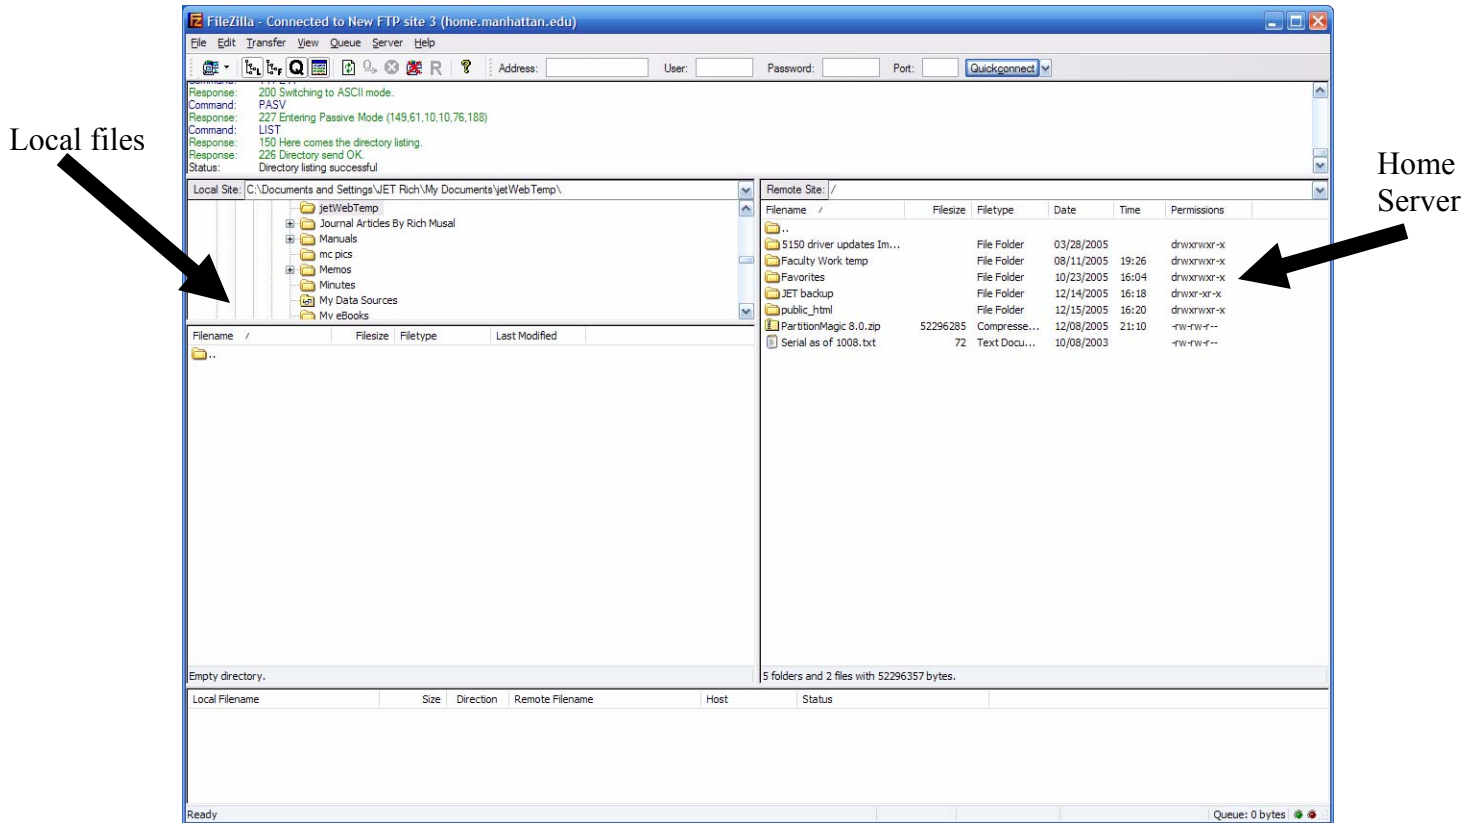 FileZilla - Connected to New FTP site 3 (home.manhattan.edu)
File Edit Transfer View Queue Server Help
Address: User: Password: Port: Quickconnect
Response: 200 Switching to ASCII mode.
Command: PASV
Response: 227 Entering Passive Mode (149,61,10,10,76,188)
Command: LIST
Response: 150 Here comes the directory listing.
Response: 226 Directory send OK.
Status: Directory listing successful
Local files
Home
Server
Local Site: C:\Documents and Settings\JET Rich\My Documents\jetWebTemp\
jetWebTemp
Journal Articles By Rich Musal
Manuals
mc pics
Memos
Minutes
My Data Sources
My eBooks
Filename / Filesize Filetype Last Modified
..
Empty directory.
Remote Site: /
Filename / Filesize Filetype Date Time Permissions
..
5150 driver updates Im... File Folder 03/28/2005 drwxrwxr-x
Faculty Work temp File Folder 08/11/2005 19:26 drwxrwxr-x
Favorites File Folder 10/23/2005 16:04 drwxrwxr-x
JET backup File Folder 12/14/2005 16:18 drwxr-xr-x
public_html File Folder 12/15/2005 16:20 drwxrwxr-x
PartitionMagic 8.0.zip 52296285 Compresse... 12/08/2005 21:10 -rw-rw-r--
Serial as of 1008.txt 72 Text Docu... 10/08/2003 -rw-rw-r--
5 folders and 2 files with 52296357 bytes.
Local Filename Size Direction Remote Filename Host Status
Ready Queue: 0 bytes